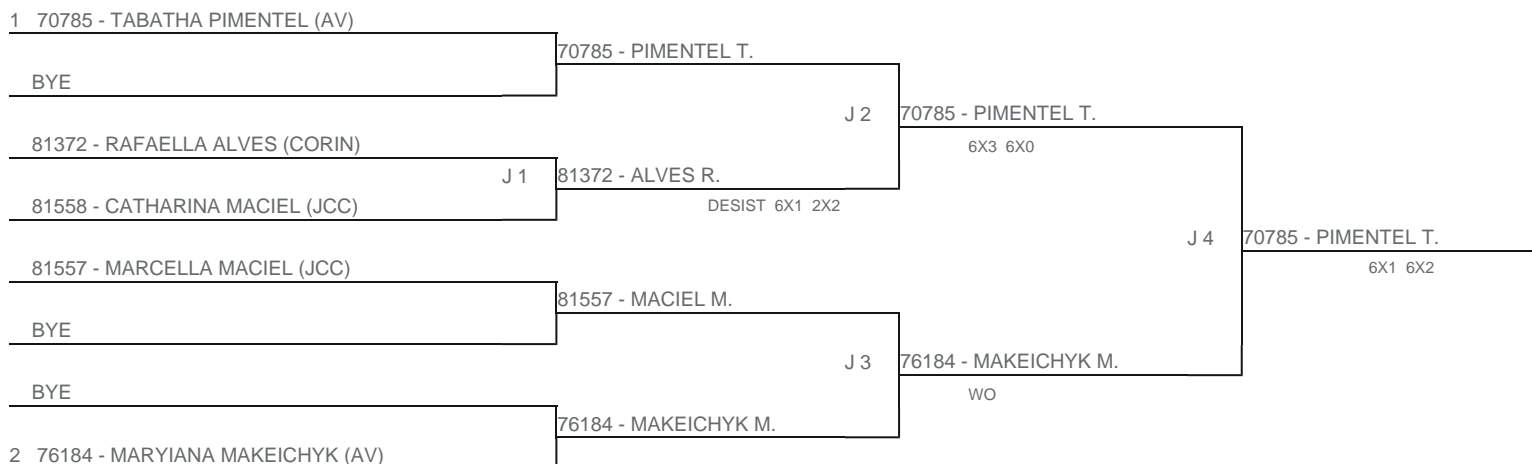 1 70785 - TABATHA PIMENTEL (AV)
70785 - PIMENTEL T.
BYE
J 2
70785 - PIMENTEL T.
6X3 6X0
81372 - RAFAELLA ALVES (CORIN)
J 1
81372 - ALVES R.
DESIST 6X1 2X2
81558 - CATHARINA MACIEL (JCC)
J 4
70785 - PIMENTEL T.
6X1 6X2
81557 - MARCELLA MACIEL (JCC)
81557 - MACIEL M.
BYE
J 3
76184 - MAKEICHYK M.
WO
BYE
76184 - MAKEICHYK M.
2 76184 - MARYIANA MAKEICHYK (AV)